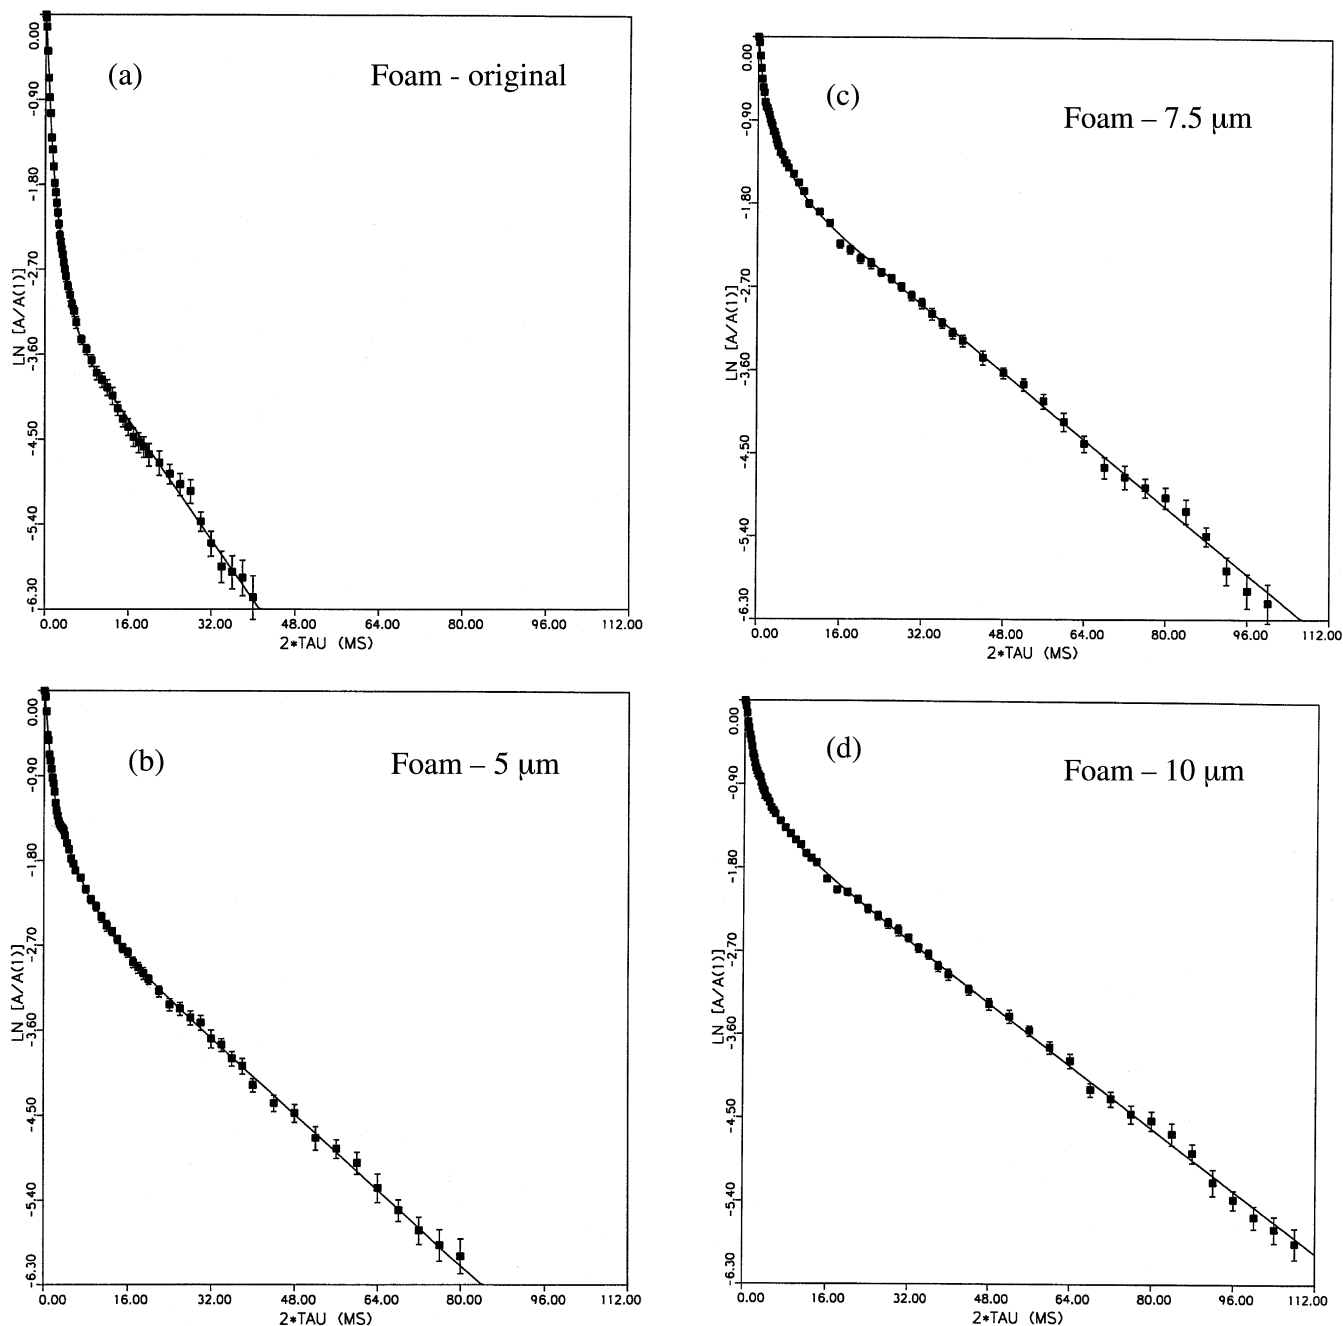 (a)
Foam - original
0.00
-0.90
-1.80
-2.70
-3.60
-4.50
-5.40
-6.30
LN [A/A(1)]
0.00 16.00 32.00 48.00 64.00 80.00 96.00 112.00
2*TAU (MS)
(c)
Foam – 7.5 μm
0.00
-0.90
-1.80
-2.70
-3.60
-4.50
-5.40
-6.30
LN [A/A(1)]
0.00 16.00 32.00 48.00 64.00 80.00 96.00 112.00
2*TAU (MS)
(b)
Foam – 5 μm
0.00
-0.90
-1.80
-2.70
-3.60
-4.50
-5.40
-6.30
LN [A/A(1)]
0.00 16.00 32.00 48.00 64.00 80.00 96.00 112.00
2*TAU (MS)
(d)
Foam – 10 μm
0.00
-0.90
-1.80
-2.70
-3.60
-4.50
-5.40
-6.30
LN [A/A(1)]
0.00 16.00 32.00 48.00 64.00 80.00 96.00 112.00
2*TAU (MS)